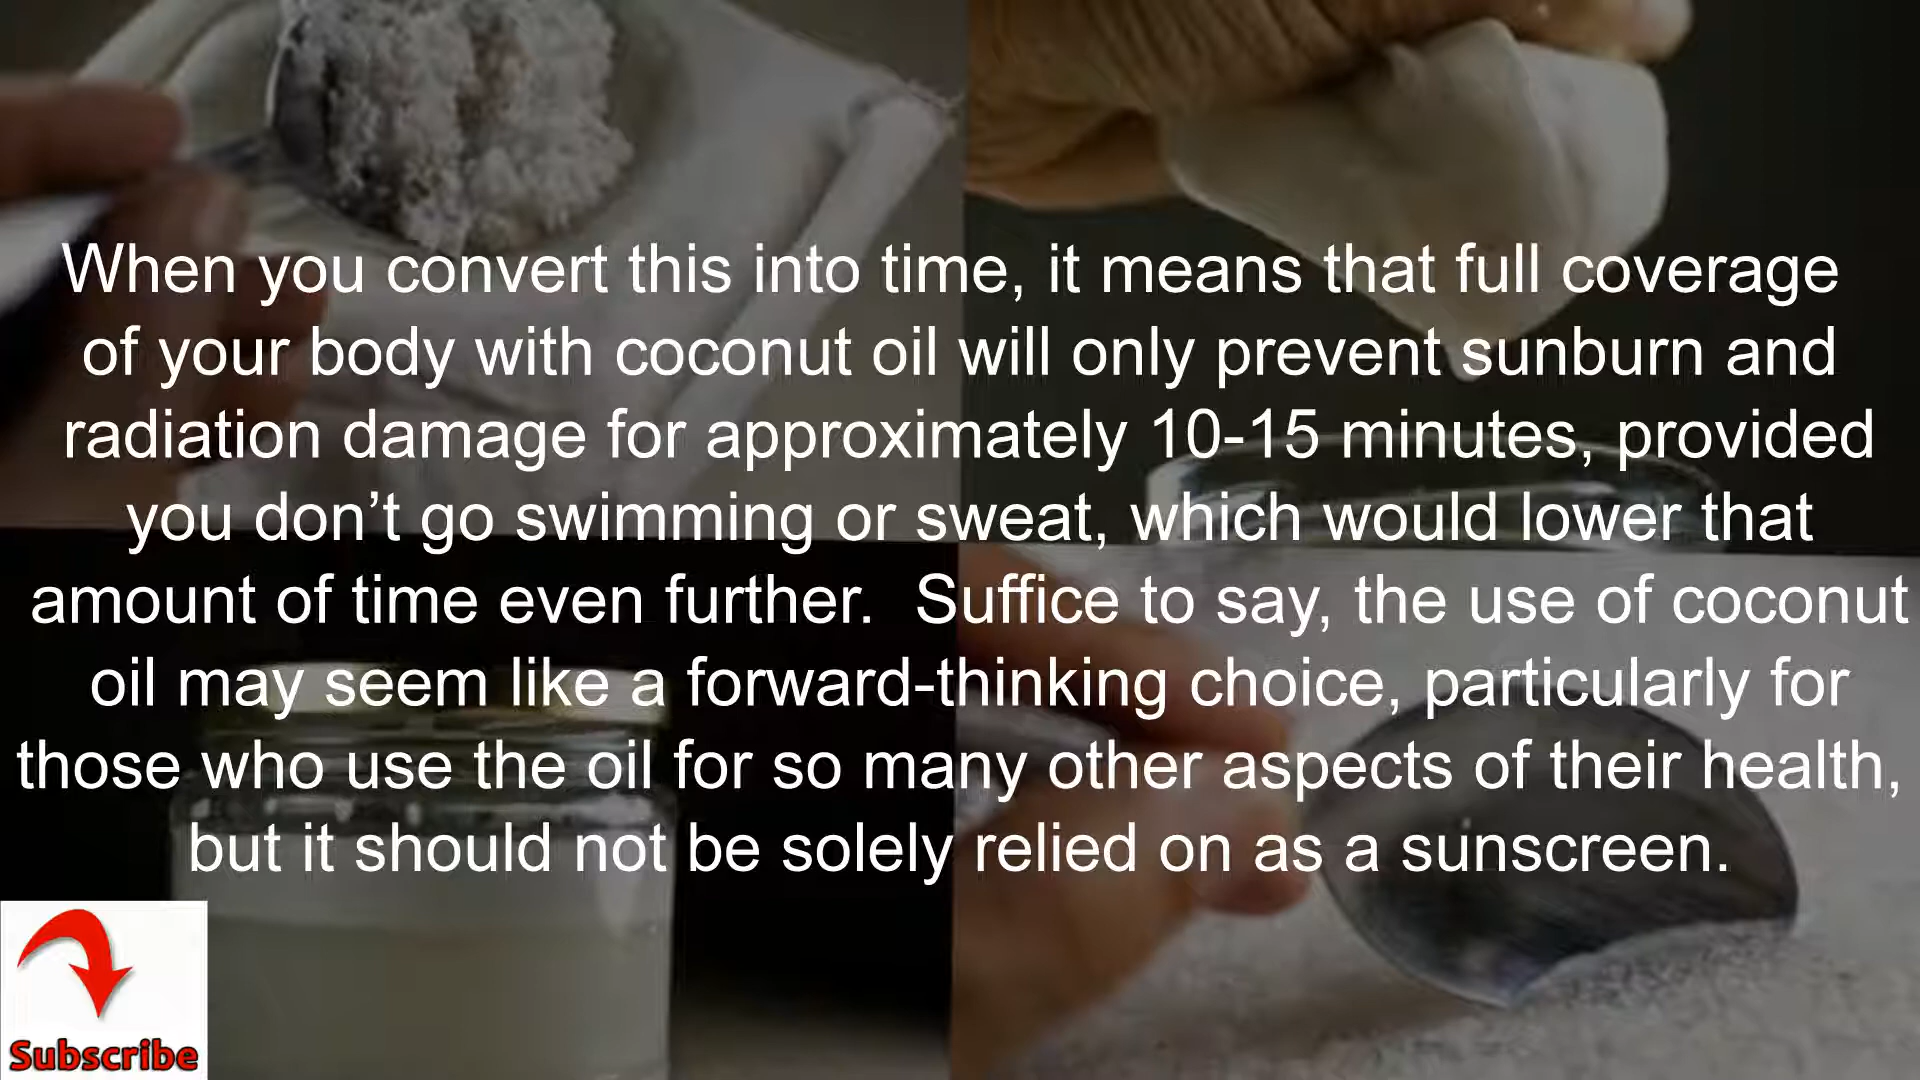 When you convert this into time, it means that full coverage
of your body with coconut oil will only prevent sunburn and
radiation damage for approximately 10-15 minutes, provided
you don’t go swimming or sweat, which would lower that
amount of time even further.  Suffice to say, the use of coconut
oil may seem like a forward-thinking choice, particularly for
those who use the oil for so many other aspects of their health,
but it should not be solely relied on as a sunscreen.
Subscribe